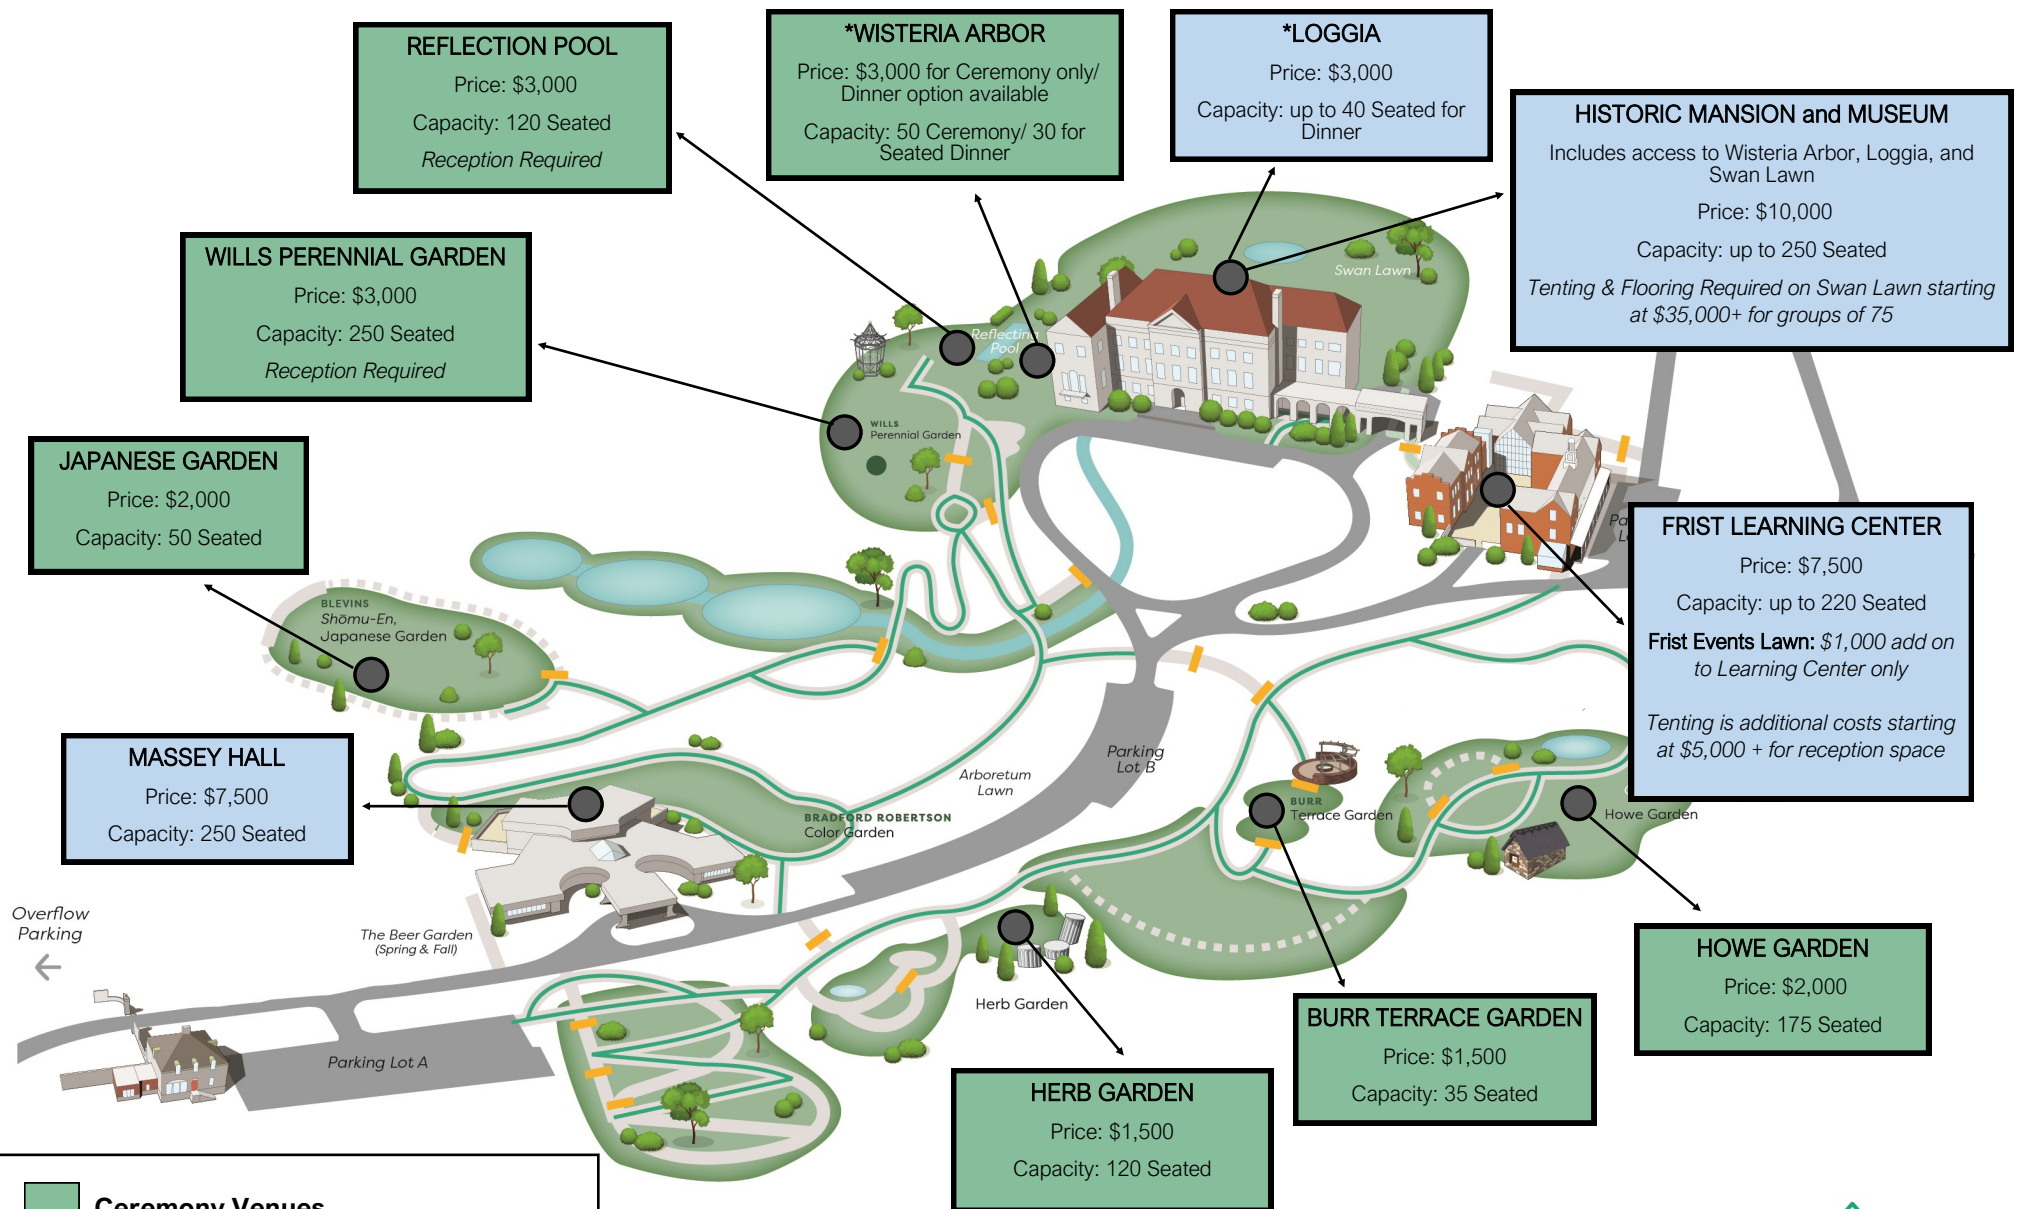 REFLECTION POOL
Price: $3,000
Capacity: 120 Seated
Reception Required
*WISTERIA ARBOR
Price: $3,000 for Ceremony only/
Dinner option available
Capacity: 50 Ceremony/ 30 for
Seated Dinner
*LOGGIA
Price: $3,000
Capacity: up to 40 Seated for
Dinner
HISTORIC MANSION and MUSEUM
Includes access to Wisteria Arbor, Loggia, and
Swan Lawn
Price: $10,000
Capacity: up to 250 Seated
Tenting & Flooring Required on Swan Lawn starting
at $35,000+ for groups of 75
WILLS PERENNIAL GARDEN
Price: $3,000
Capacity: 250 Seated
Reception Required
Swan Lawn
Reflecting
Pool
WILLS
Perennial Garden
JAPANESE GARDEN
Price: $2,000
Capacity: 50 Seated
BLEVINS
Shōmu-En,
Japanese Garden
FRIST LEARNING CENTER
Price: $7,500
Capacity: up to 220 Seated
Frist Events Lawn: $1,000 add on
to Learning Center only
Tenting is additional costs starting
at $5,000 + for reception space
MASSEY HALL
Price: $7,500
Capacity: 250 Seated
Parking
Lot B
Arboretum
Lawn
BRADFORD ROBERTSON
Color Garden
BURR
Terrace Garden
Howe Garden
Overflow
Parking
The Beer Garden
(Spring & Fall)
Herb Garden
Parking Lot A
HOWE GARDEN
Price: $2,000
Capacity: 175 Seated
BURR TERRACE GARDEN
Price: $1,500
Capacity: 35 Seated
HERB GARDEN
Price: $1,500
Capacity: 120 Seated
Ceremony Venues